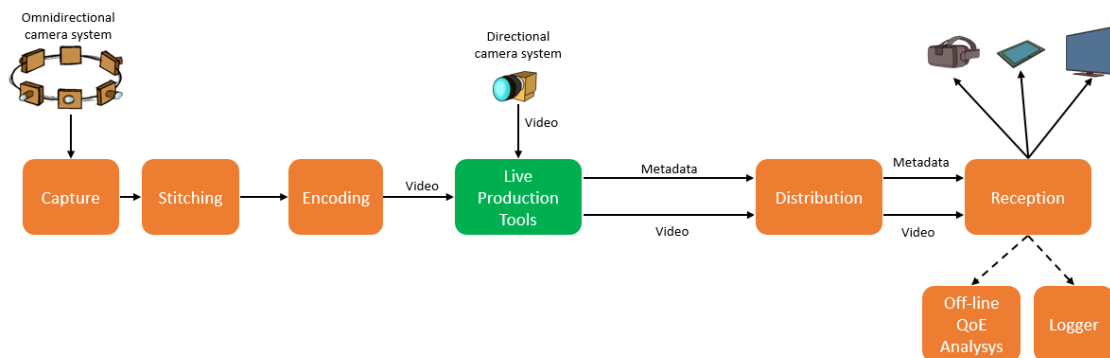 Omnidirectional
camera system
Directional
camera system
Video
Capture
Stitching
Encoding
Video
Live
Production
Tools
Metadata
Video
Distribution
Metadata
Video
Reception
Off-line
QoE
Analysys
Logger